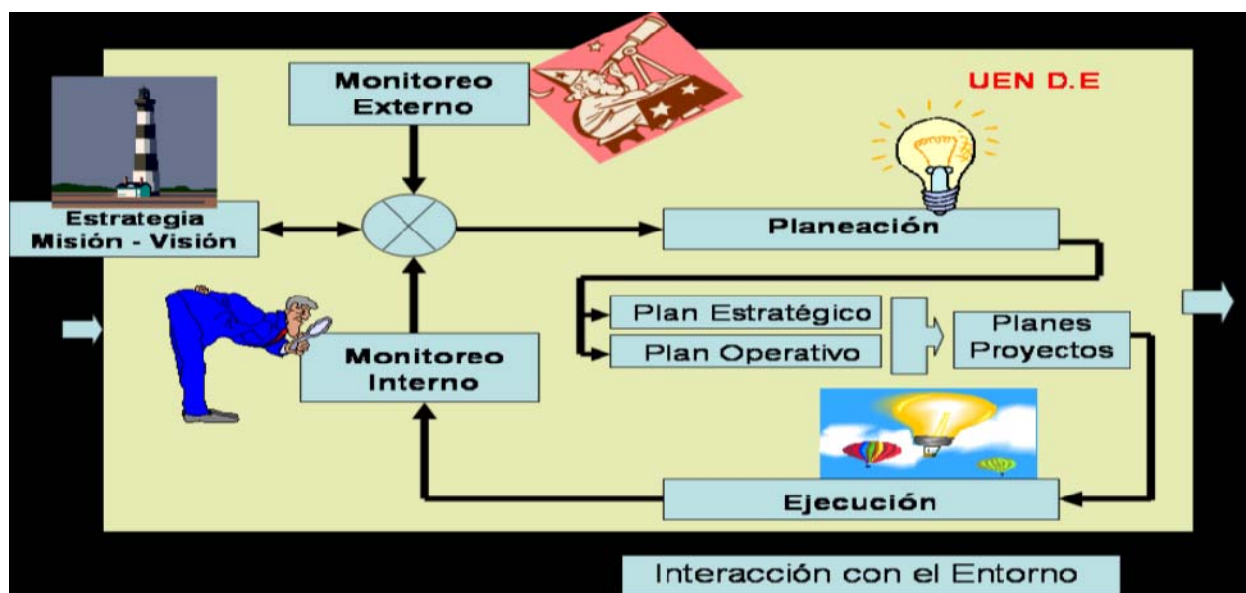 Monitoreo
Externo
UEN D.E
Estrategia
Misión - Visión
Planeación
Plan Estratégico
Plan Operativo
Planes
Proyectos
Monitoreo
Interno
Ejecución
Interacción con el Entorno